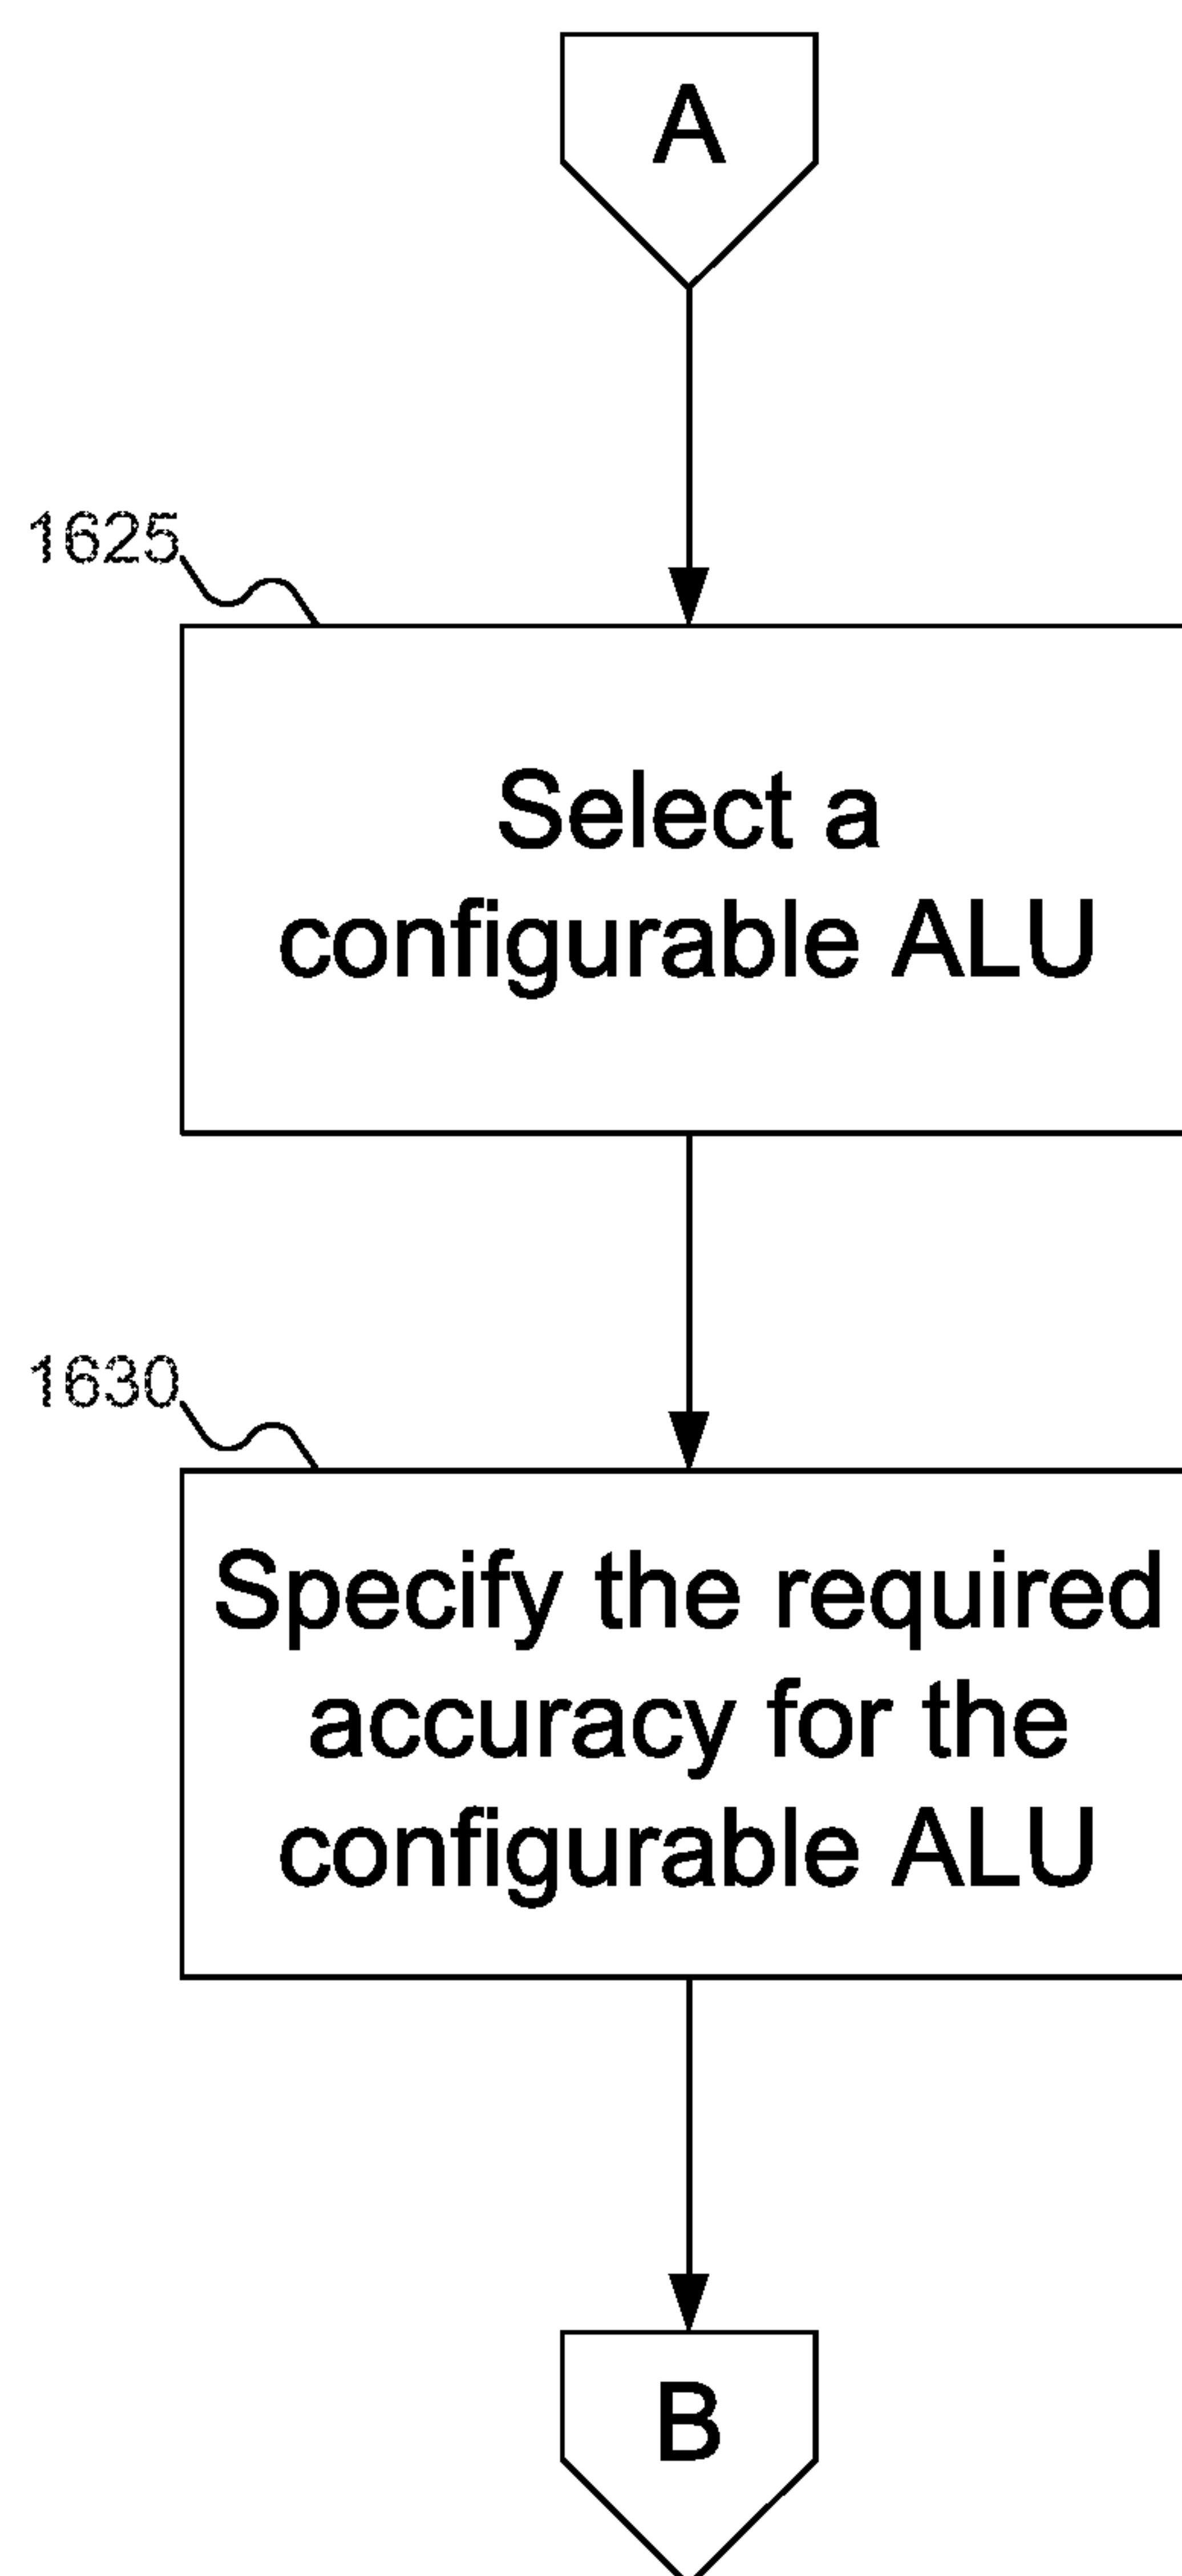 A
1625
Select a
configurable ALU
1630
Specify the required
accuracy for the
configurable ALU
B